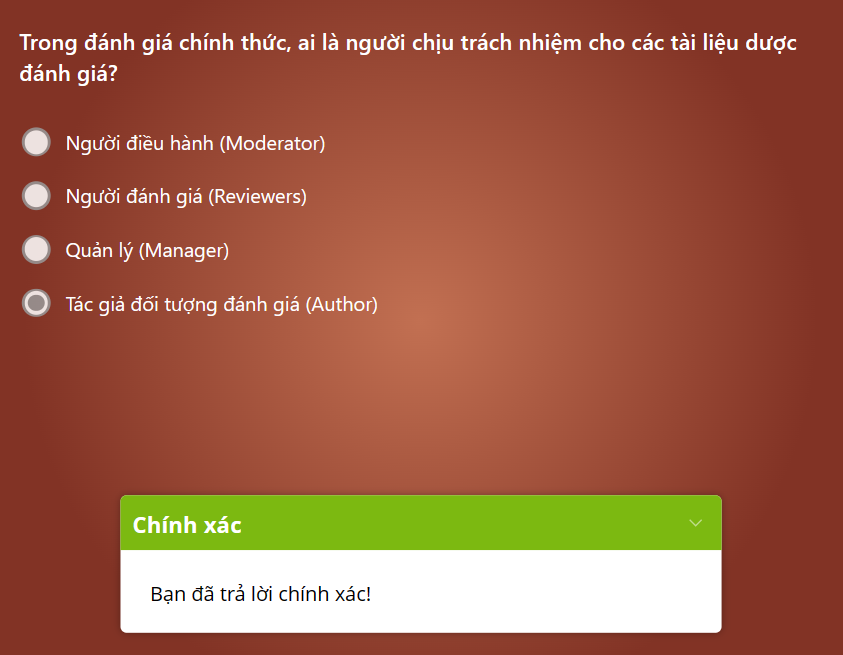 Trong đánh giá chính thức, ai là người chịu trách nhiệm cho các tài liệu dược
đánh giá?
Người điều hành (Moderator)
Người đánh giá (Reviewers)
Quản lý (Manager)
Tác giả đối tượng đánh giá (Author)
Chính xác
Bạn đã trả lời chính xác!